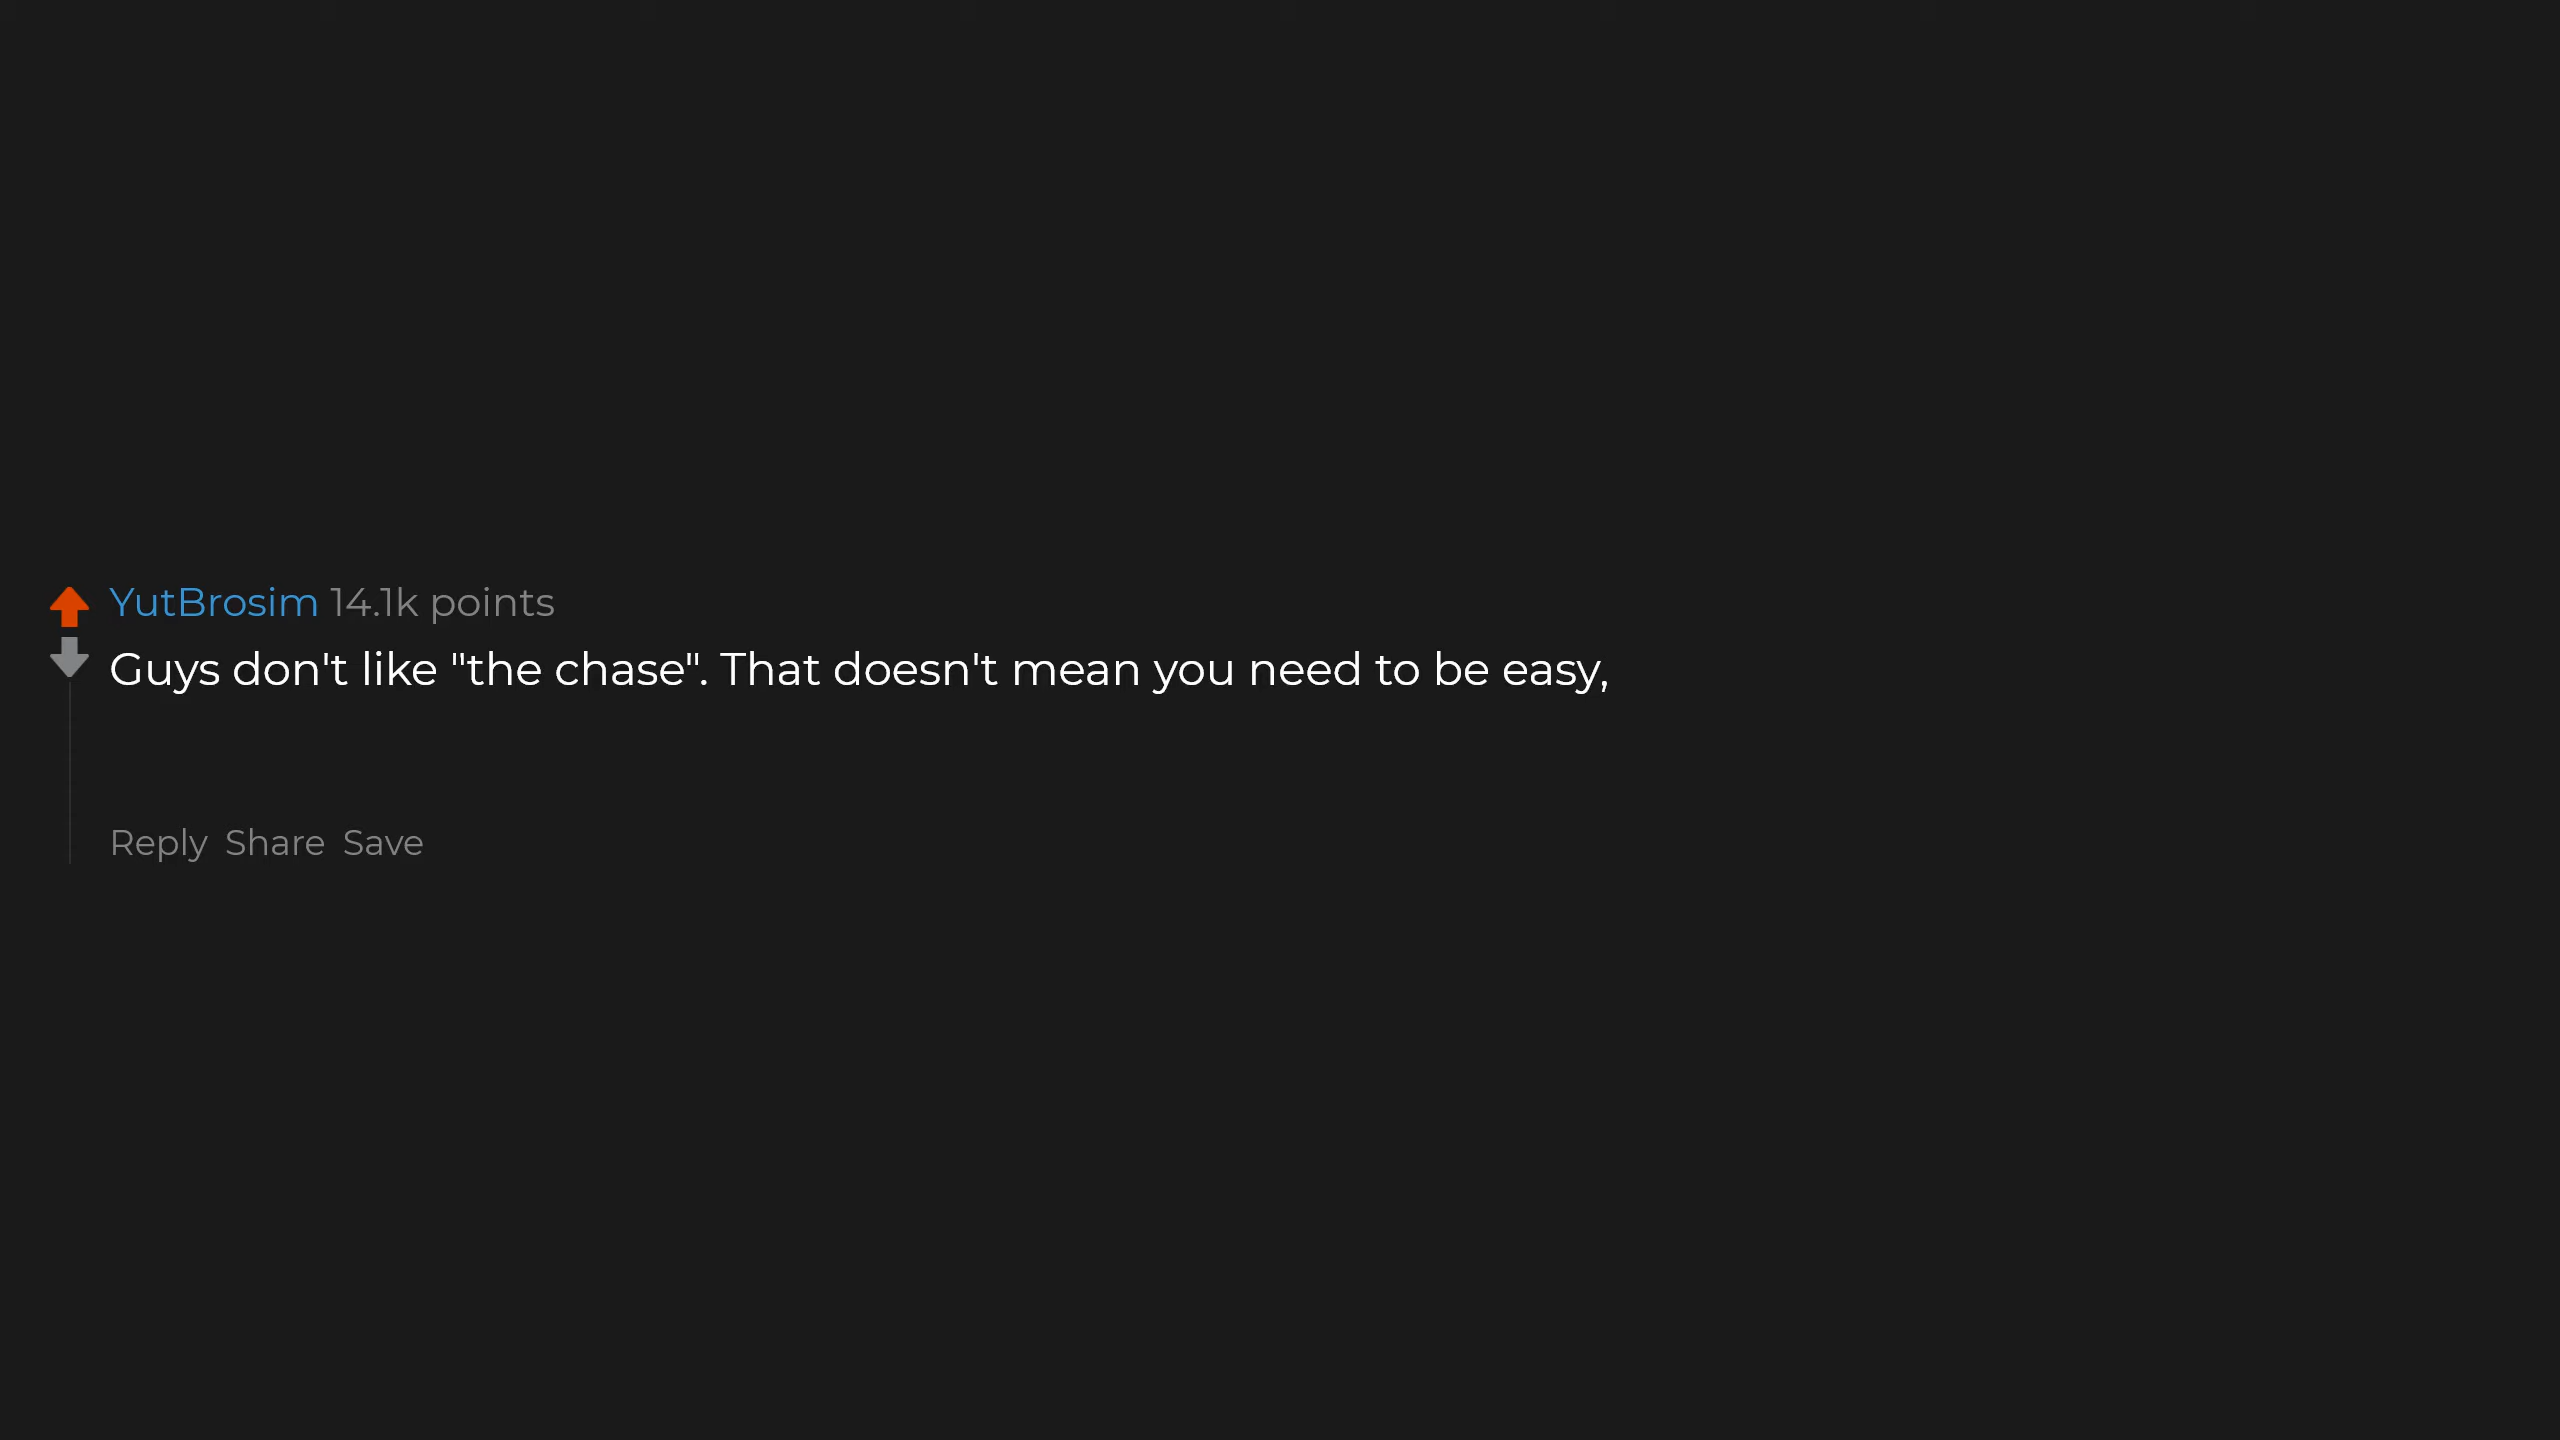 YutBrosim 14.1k points
Guys don't like "the chase". That doesn't mean you need to be easy,
Reply Share Save